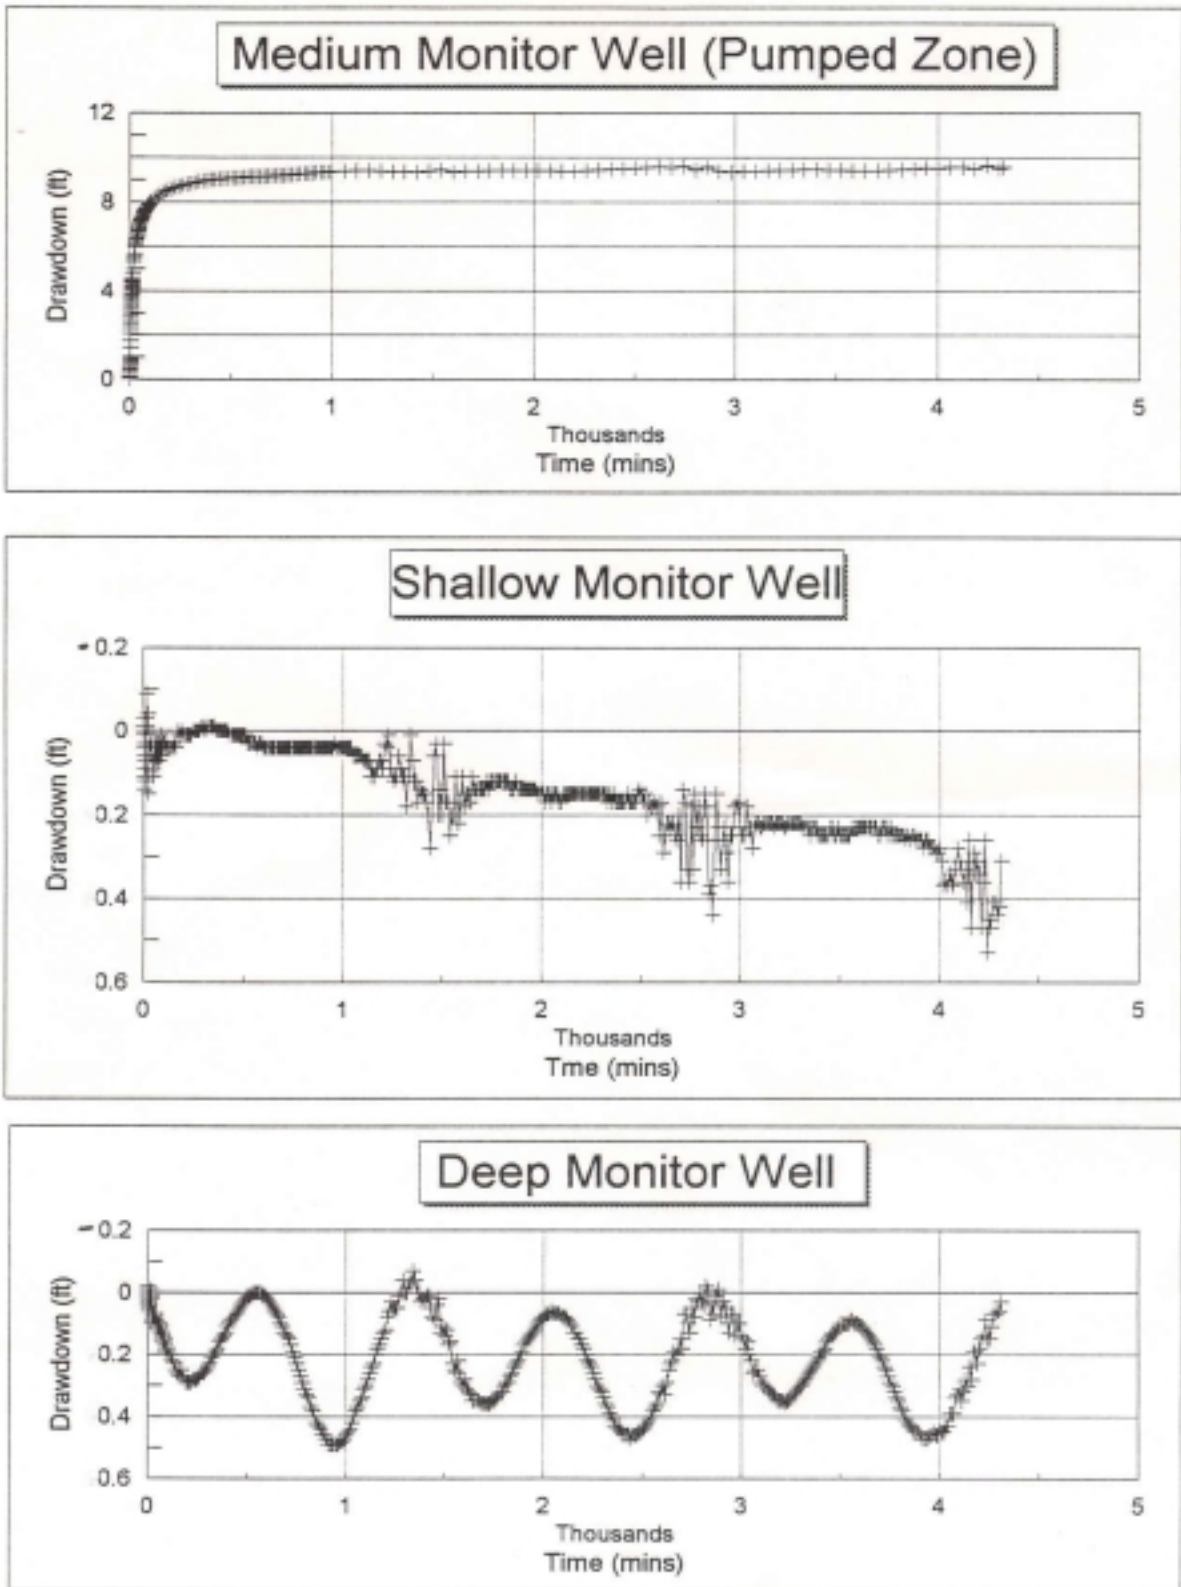 Medium Monitor Well (Pumped Zone)
12
8
4
0
Drawdown (ft)
0 1 2 3 4 5
Thousands
Time (mins)
Shallow Monitor Well
-0.2
0
0.2
0.4
0.6
Drawdown (ft)
0 1 2 3 4 5
Thousands
Tme (mins)
Deep Monitor Well
-0.2
0
0.2
0.4
0.6
Drawdown (ft)
0 1 2 3 4 5
Thousands
Time (mins)